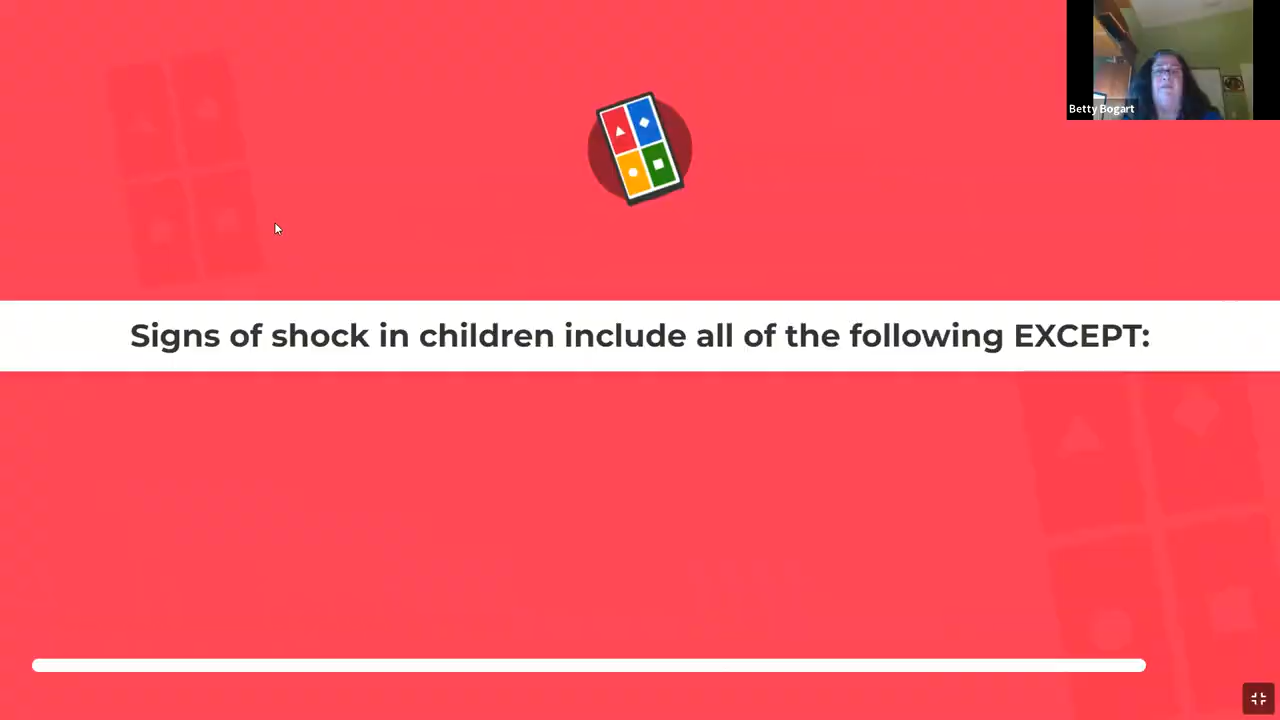 Betty Bogart
Signs of shock in children include all of the following EXCEPT: